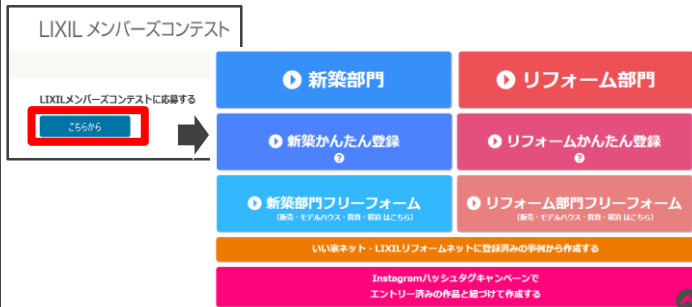 LIXIL メンバーズコンテスト
LIXILメンバーズコンテストに応募する
こちらから
新築部門
リフォーム部門
新築かんたん登録
?
リフォームかんたん登録
?
新築部門フリーフォーム
(販売・モデルハウス・賃貸・宿泊 はこちら)
リフォーム部門フリーフォーム
(販売・モデルハウス・賃貸・宿泊 はこちら)
いい家ネット・LIXILリフォームネットに登録済みの事例から作成する
Instagramハッシュタグキャンペーンで
エントリー済みの作品と紐づけて作成する